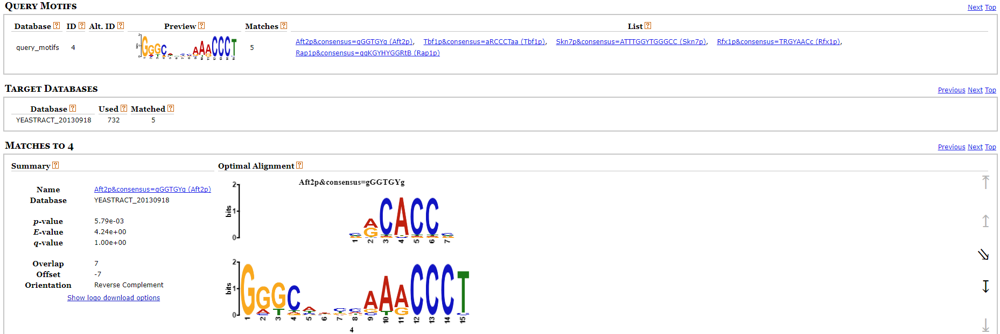 Query Motifs
Next Top
Database ? ID ? Alt. ID ? Preview ? Matches ? List ?
query_motifs 4 5 Aft2p&consensus=gGGTGYg (Aft2p), Tbf1p&consensus=aRCCCTaa (Tbf1p), Skn7p&consensus=ATTTGGYTGGGCC (Skn7p), Rfx1p&consensus=TRGYAACc (Rfx1p),
Rap1p&consensus=ggKGYHYGGRtB (Rap1p)
Target Databases
Previous Next Top
Database ? Used ? Matched ?
YEASTRACT_20130918 732 5
Matches to 4
Previous Next Top
Summary ?
Name Aft2p&consensus=gGGTGYg (Aft2p)
Database YEASTRACT_20130918
p-value 5.79e-03
E-value 4.24e+00
q-value 1.00e+00
Overlap 7
Offset -7
Orientation Reverse Complement
Show logo download options
Optimal Alignment ?
Aft2p&consensus=gGGTGYg
bits
2
1
0
ACACC
G
1 2 3 4 5 6 7
bits
2
1
0
GGGC AAACCCT
1 2 3 4 5 6 7 8 9 10 11 12 13 14 15
4